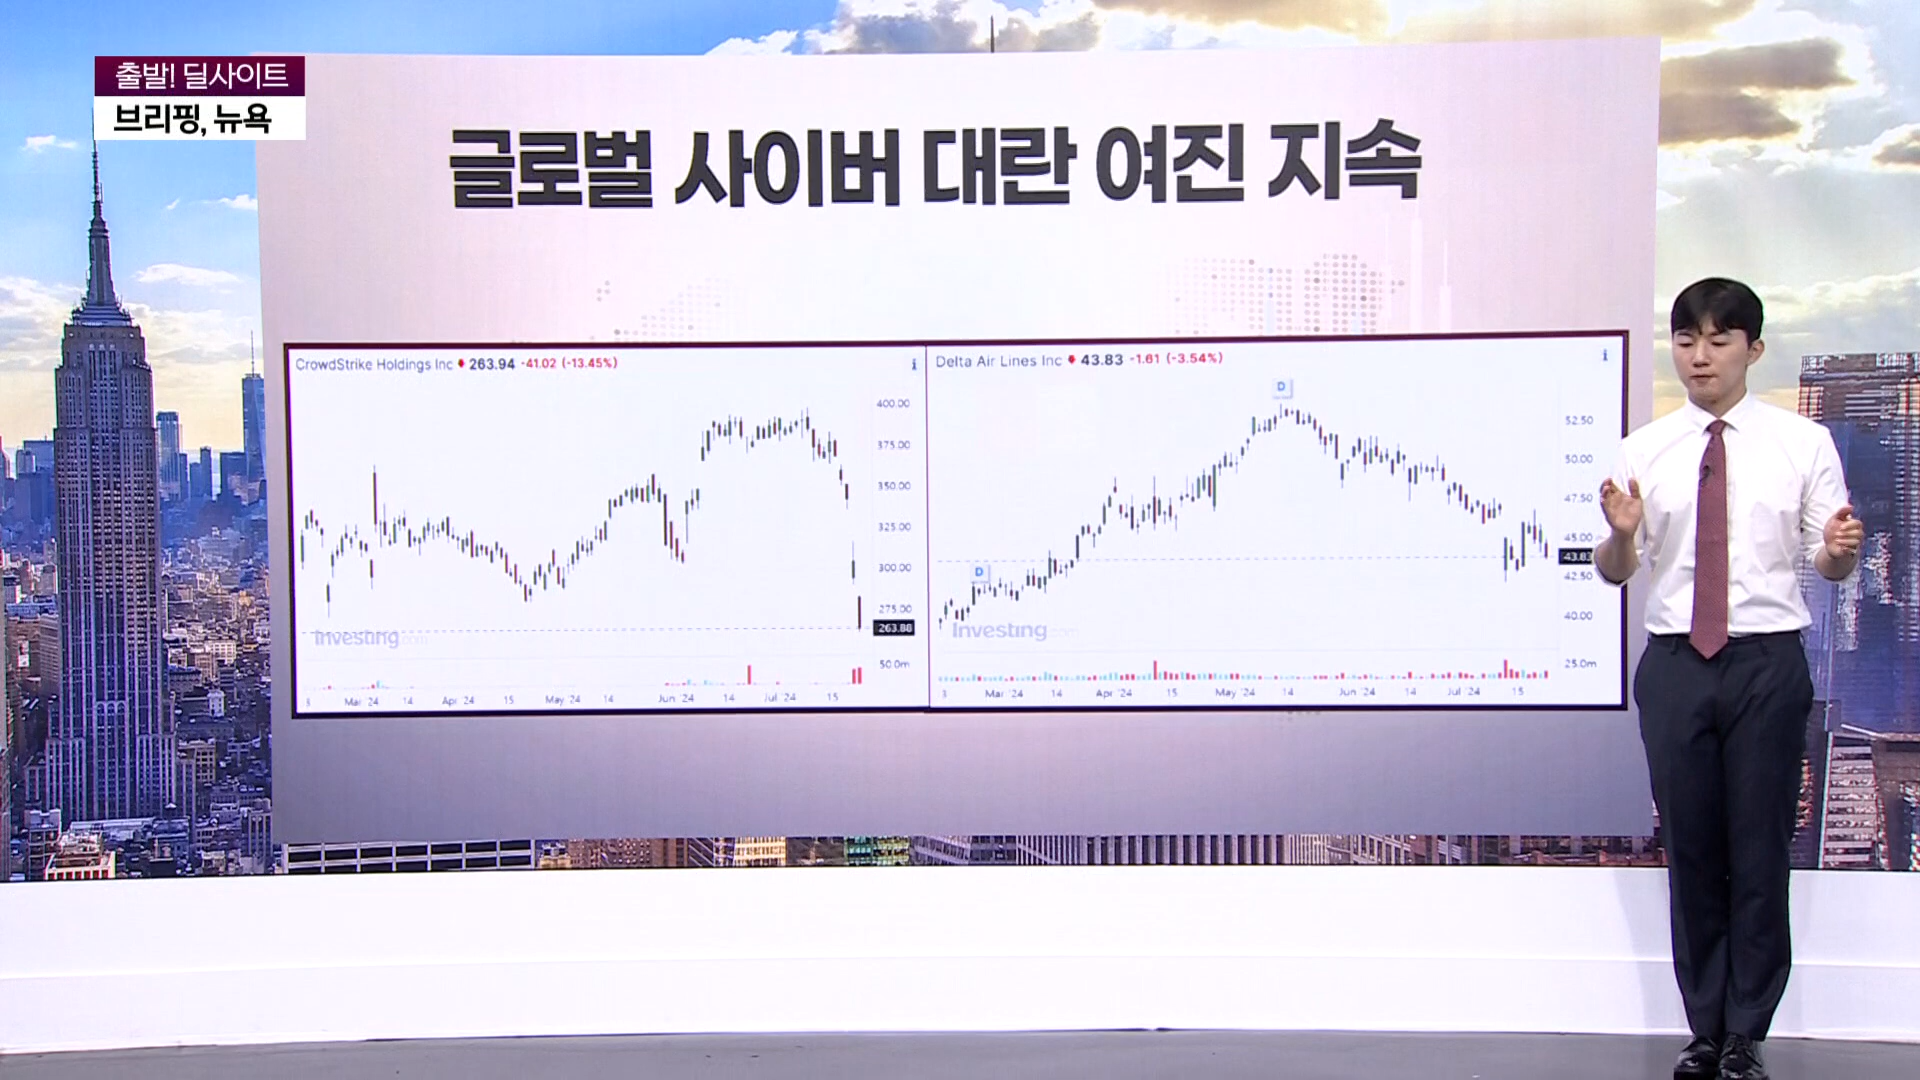 출발! 딜사이트
브리핑, 뉴욕
글로벌 사이버 대란 여진 지속
CrowdStrike Holdings Inc 263.94 -41.02 (-13.45%)
400.00
375.00
350.00
325.00
300.00
275.00
263.88
50.0m
Investing.com
3 Mar '24 14 Apr '24 15 May '24 14 Jun '24 14 Jul '24 15
Delta Air Lines Inc 43.83 -1.61 (-3.54%)
D
D
52.50
50.00
47.50
45.00
43.83
42.50
40.00
25.0m
Investing.com
3 Mar '24 14 Apr '24 15 May '24 14 Jun '24 14 Jul '24 15